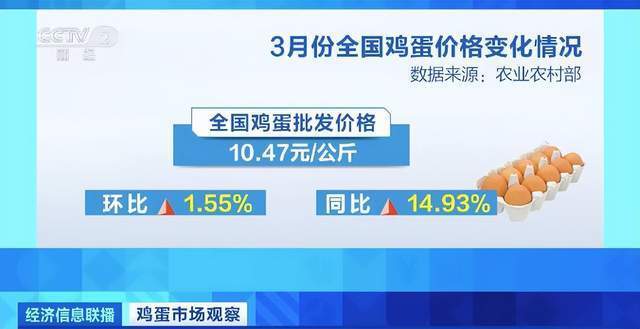 CCTV 2
财经
3月份全国鸡蛋价格变化情况
数据来源：农业农村部
全国鸡蛋批发价格
10.47元/公斤
环比 1.55%
同比 14.93%
经济信息联播 鸡蛋市场观察